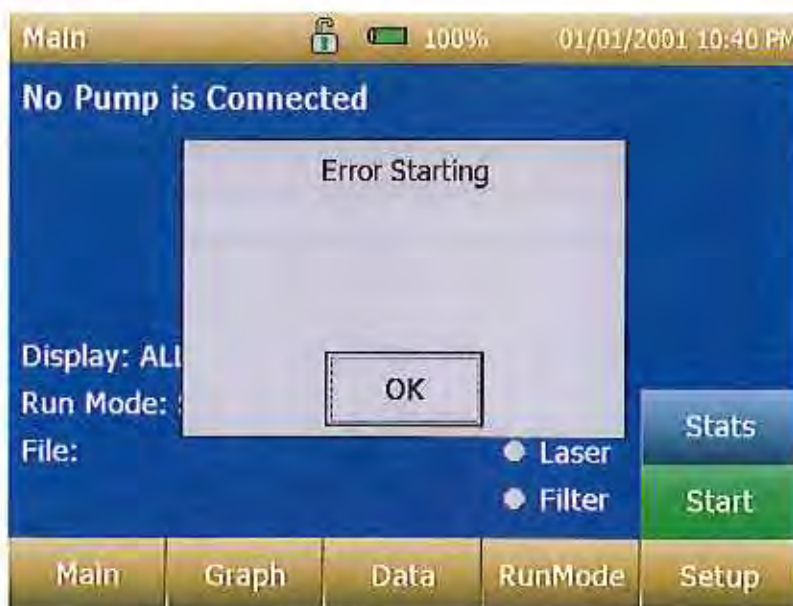 Main 100% 01/01/2001 10:40 PM
No Pump is Connected
Error Starting
Display: ALL
Run Mode:
OK
File:
Laser
Stats
Filter
Start
Main Graph Data RunMode Setup